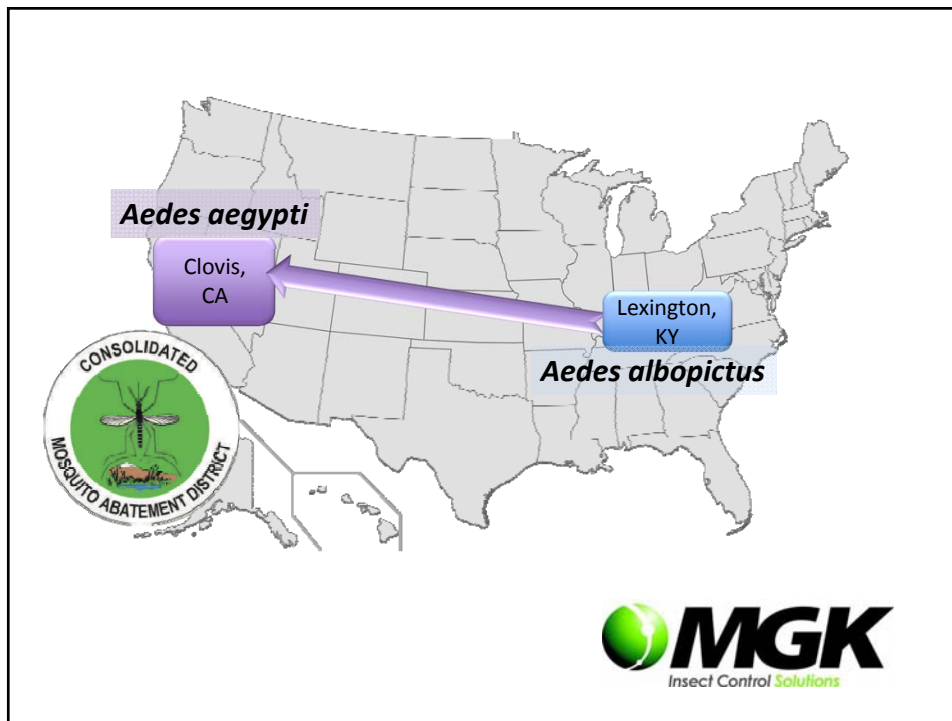 Aedes aegypti
Clovis,
CA
Lexington,
KY
Aedes albopictus
CONSOLIDATED
MOSQUITO ABATEMENT DISTRICT
MGK
Insect Control Solutions